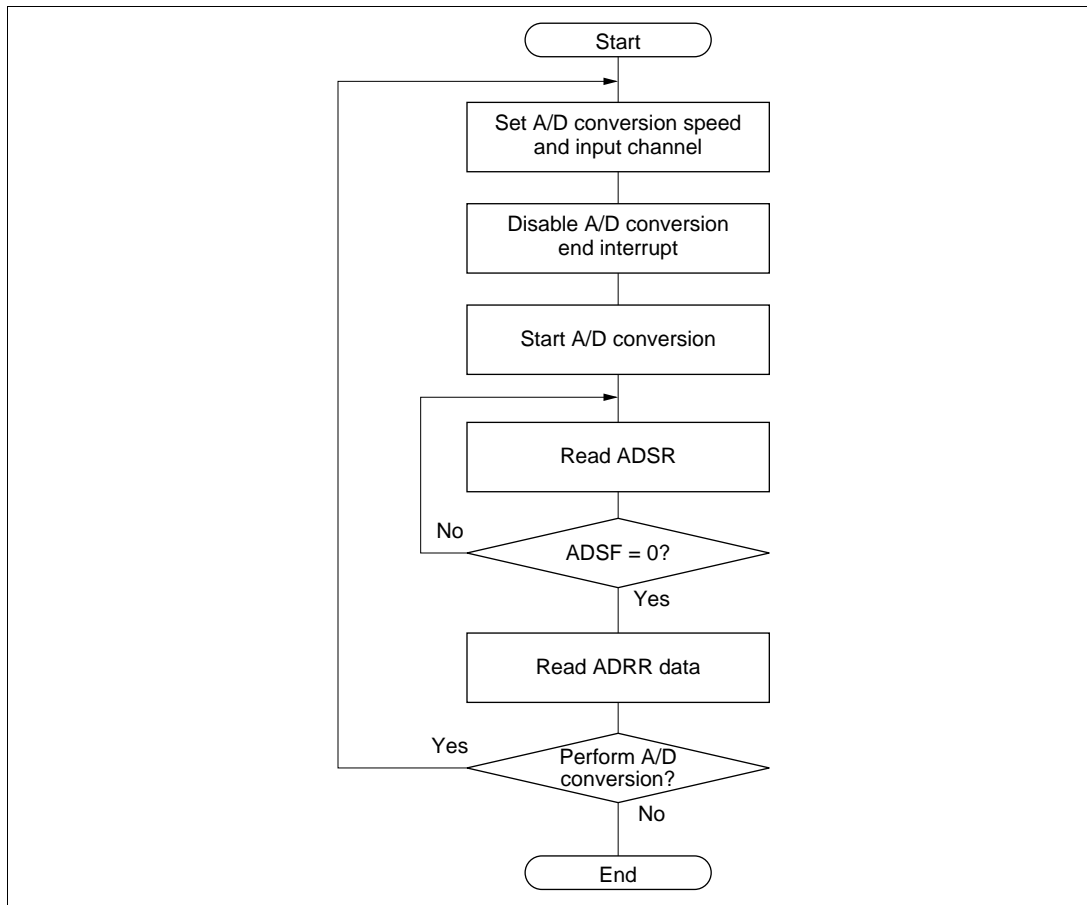 Start
Set A/D conversion speed
and input channel
Disable A/D conversion
end interrupt
Start A/D conversion
Read ADSR
No
ADSF = 0?
Yes
Read ADRR data
Yes
Perform A/D
conversion?
No
End